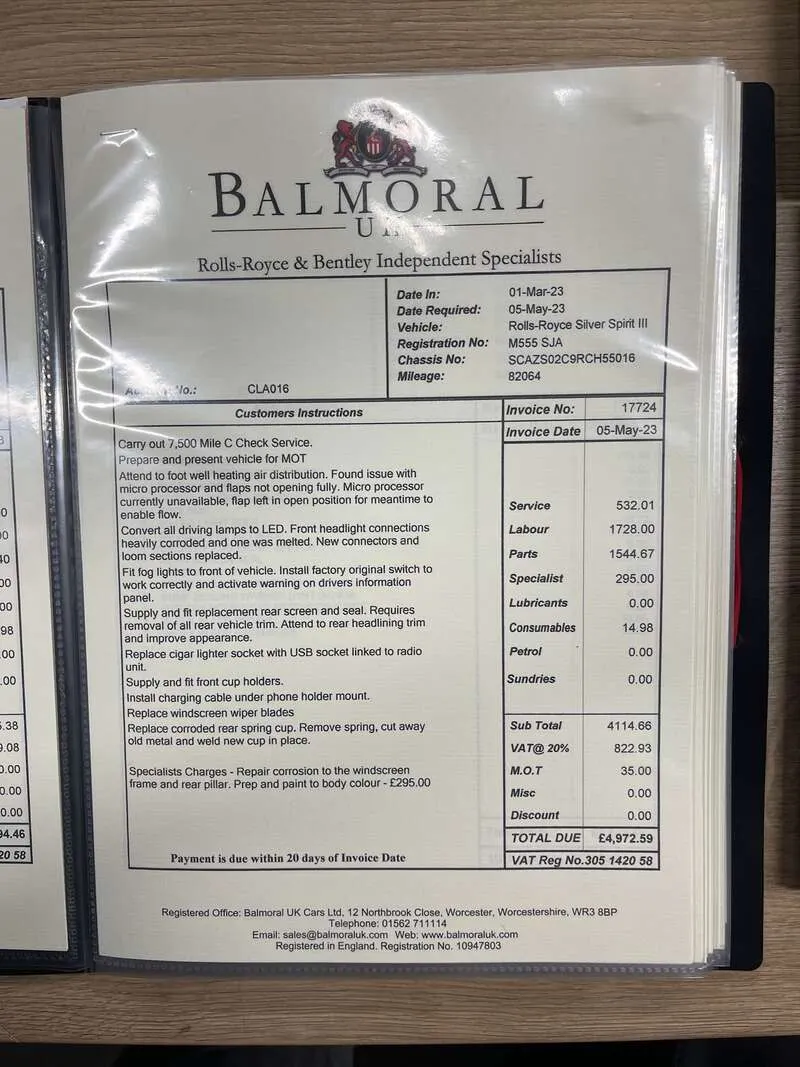 BALMORAL
Rolls-Royce & Bentley Independent Specialists
Date In: 01-Mar-23
Date Required: 05-May-23
Vehicle: Rolls-Royce Silver Spirit III
Registration No: M555 SJA
Chassis No: SCAZS02C9RCH55016
Mileage: 82064
No.: CLA016
Customers Instructions
Invoice No: 17724
Invoice Date 05-May-23
Carry out 7,500 Mile C Check Service.
Prepare and present vehicle for MOT
Attend to foot well heating air distribution. Found issue with
micro processor and flaps not opening fully. Micro processor
currently unavailable, flap left in open position for meantime to
enable flow.
Convert all driving lamps to LED. Front headlight connections
heavily corroded and one was melted. New connectors and
loom sections replaced.
Fit fog lights to front of vehicle. Install factory original switch to
work correctly and activate warning on drivers information
panel.
Supply and fit replacement rear screen and seal. Requires
removal of all rear vehicle trim. Attend to rear headlining trim
and improve appearance.
Replace cigar lighter socket with USB socket linked to radio
unit.
Supply and fit front cup holders.
Install charging cable under phone holder mount.
Replace windscreen wiper blades
Replace corroded rear spring cup. Remove spring, cut away
old metal and weld new cup in place.
Specialists Charges - Repair corrosion to the windscreen
frame and rear pillar. Prep and paint to body colour - £295.00
Payment is due within 20 days of Invoice Date
Service 532.01
Labour 1728.00
Parts 1544.67
Specialist 295.00
Lubricants 0.00
Consumables 14.98
Petrol 0.00
Sundries 0.00
Sub Total 4114.66
VAT@ 20% 822.93
M.O.T 35.00
Misc 0.00
Discount 0.00
TOTAL DUE £4,972.59
VAT Reg No.305 1420 58
Registered Office: Balmoral UK Cars Ltd, 12 Northbrook Close, Worcester, Worcestershire, WR3 8BP
Telephone: 01562 711114
Email: sales@balmoraluk.com Web: www.balmoraluk.com
Registered in England. Registration No. 10947803